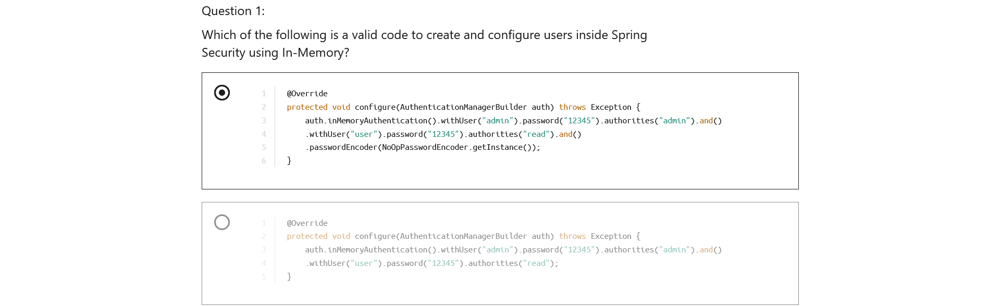 Question 1:
Which of the following is a valid code to create and configure users inside Spring
Security using In-Memory?
1 @Override
2 protected void configure(AuthenticationManagerBuilder auth) throws Exception {
3 auth.inMemoryAuthentication().withUser("admin").password("12345").authorities("admin").and()
4 .withUser("user").password("12345").authorities("read").and()
5 .passwordEncoder(NoOpPasswordEncoder.getInstance());
6 }
1 @Override
2 protected void configure(AuthenticationManagerBuilder auth) throws Exception {
3 auth.inMemoryAuthentication().withUser("admin").password("12345").authorities("admin").and()
4 .withUser("user").password("12345").authorities("read");
5 }